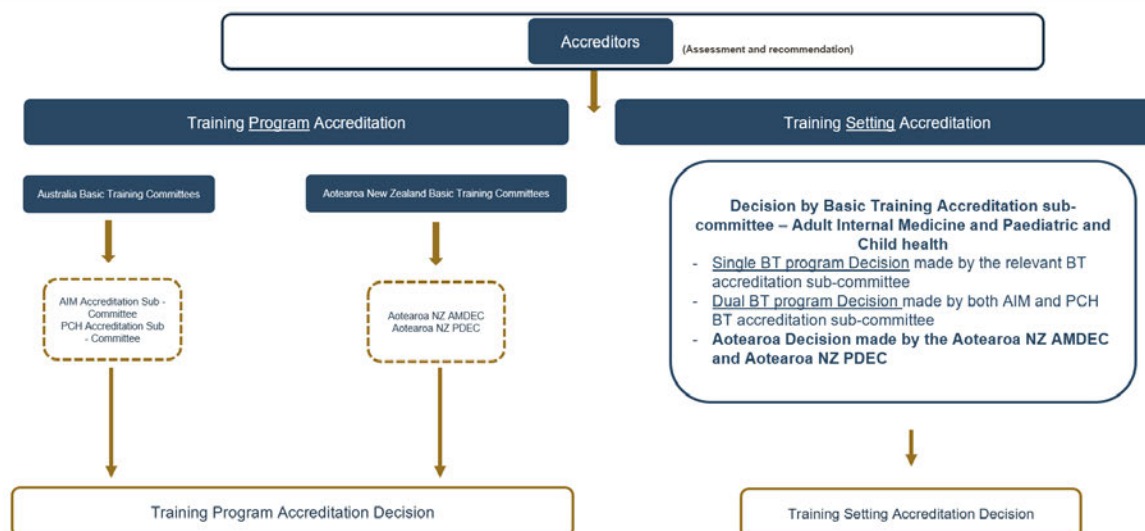 Accreditors
(Assessment and recommendation)
Training Program Accreditation
Training Setting Accreditation
Australia Basic Training Committees
Aotearoa New Zealand Basic Training Committees
AIM Accreditation Sub -
Committee
PCH Accreditation Sub
- Committee
Aotearoa NZ AMDEC
Aotearoa NZ PDEC
Decision by Basic Training Accreditation sub-
committee – Adult Internal Medicine and Paediatric and
Child health
- Single BT program Decision made by the relevant BT
accreditation sub-committee
- Dual BT program Decision made by both AIM and PCH
BT accreditation sub-committee
- Aotearoa Decision made by the Aotearoa NZ AMDEC
and Aotearoa NZ PDEC
Training Program Accreditation Decision
Training Setting Accreditation Decision